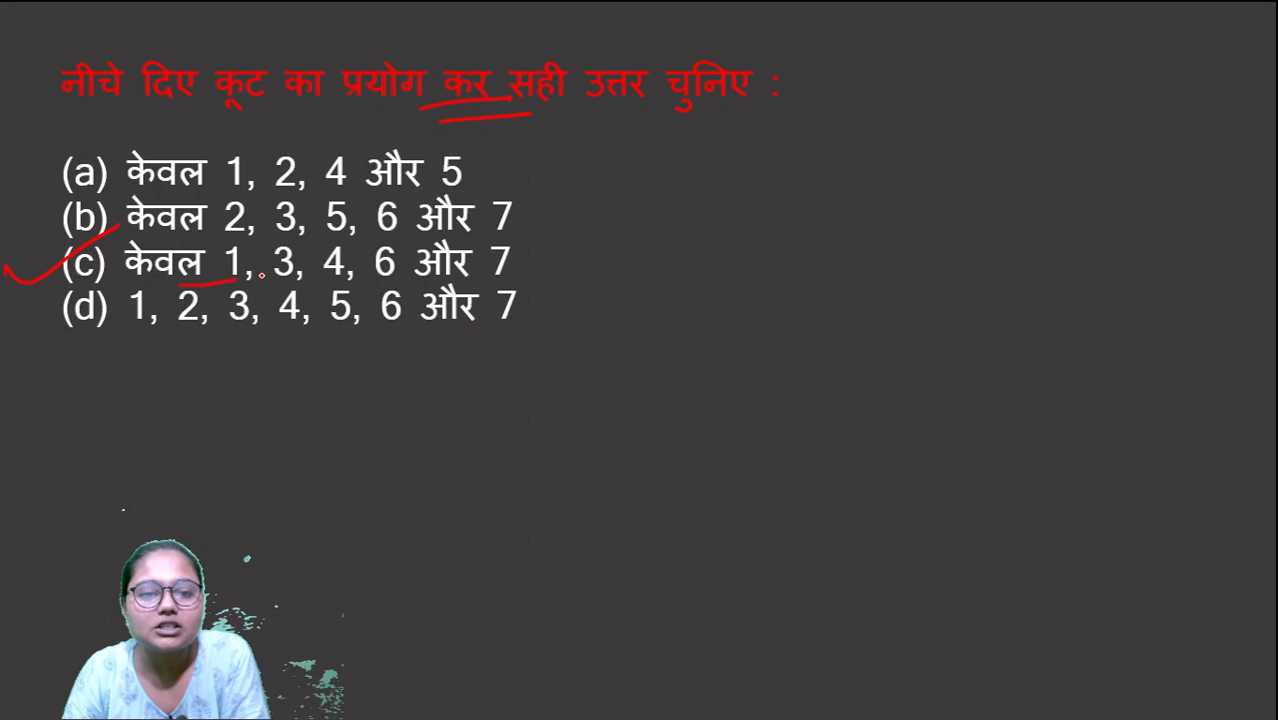 नीचे दिए कूट का प्रयोग कर सही उत्तर चुनिए :
(a) केवल 1, 2, 4 और 5
(b) केवल 2, 3, 5, 6 और 7
(c) केवल 1, 3, 4, 6 और 7
(d) 1, 2, 3, 4, 5, 6 और 7